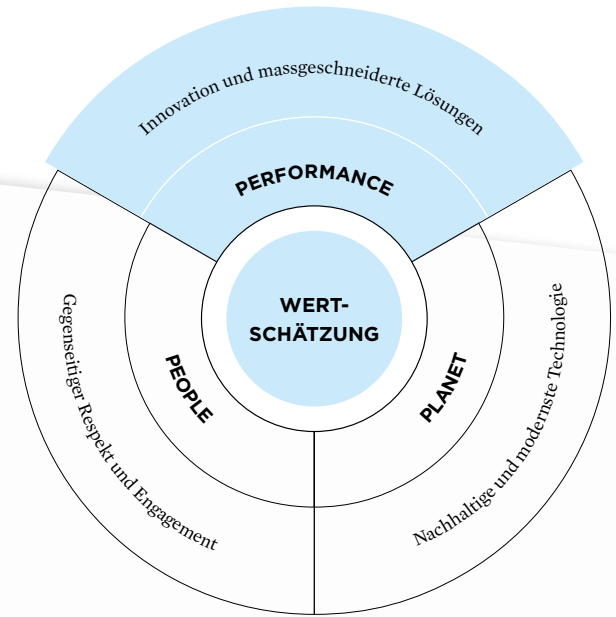 Innovation und massgeschneiderte Lösungen
PERFORMANCE
WERT-
SCHÄTZUNG
PEOPLE
Gegenseitiger Respekt und Engagement
PLANET
Nachhaltige und modernste Technologie